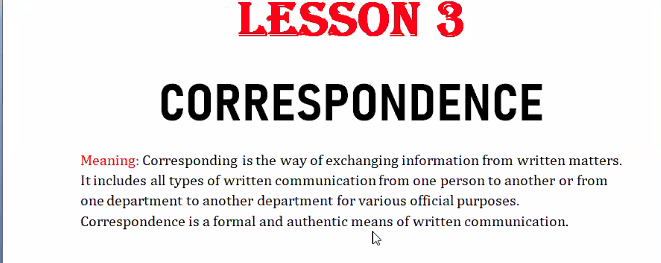 LESSON 3
CORRESPONDENCE
Meaning: Corresponding is the way of exchanging information from written matters.
It includes all types of written communication from one person to another or from
one department to another department for various official purposes.
Correspondence is a formal and authentic means of written communication.